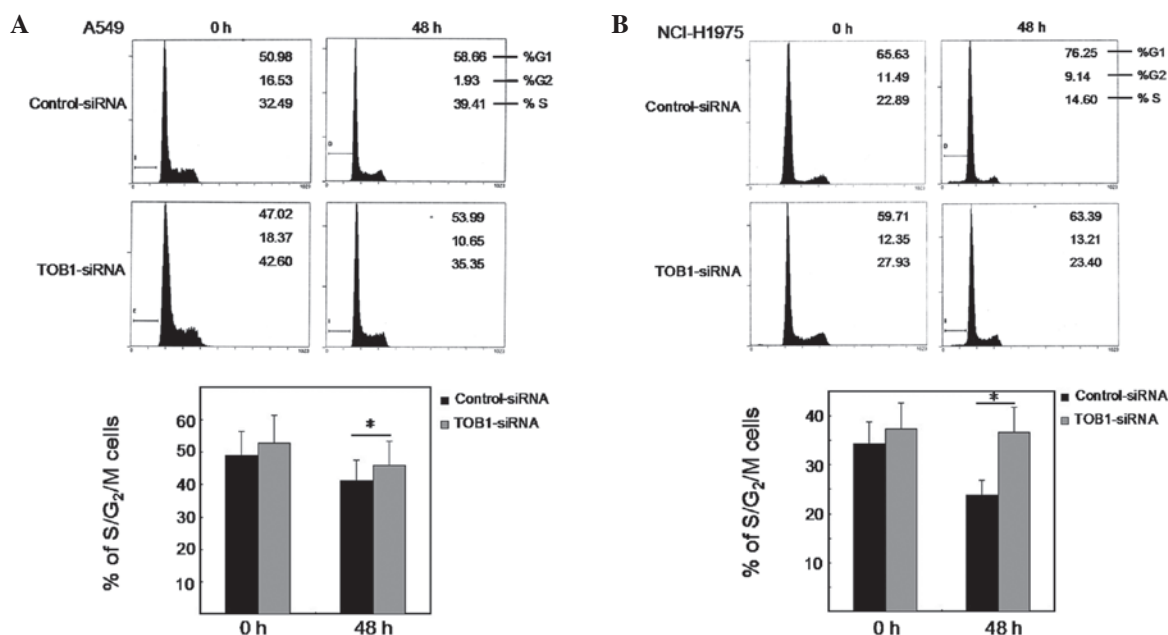 A
A549
0 h
48 h
Control-siRNA
50.98
16.53
32.49
58.66 %G1
1.93 %G2
39.41 % S
TOB1-siRNA
47.02
18.37
42.60
53.99
10.65
35.35
% of S/G2/M cells
60
50
40
30
20
10
*
Control-siRNA
TOB1-siRNA
0 h
48 h
B
NCI-H1975
0 h
48 h
Control-siRNA
65.63
11.49
22.89
76.25 %G1
9.14 %G2
14.60 % S
TOB1-siRNA
59.71
12.35
27.93
63.39
13.21
23.40
% of S/G2/M cells
40
30
20
10
*
Control-siRNA
TOB1-siRNA
0 h
48 h